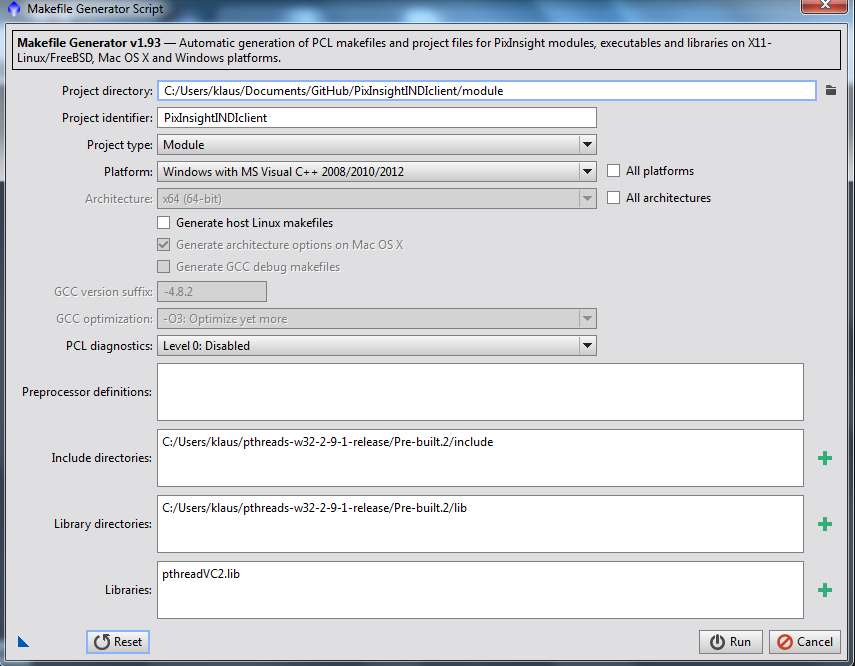 Makefile Generator Script
Makefile Generator v1.93 — Automatic generation of PCL makefiles and project files for PixInsight modules, executables and libraries on X11-
Linux/FreeBSD, Mac OS X and Windows platforms.
Project directory: C:/Users/klaus/Documents/GitHub/PixInsightINDIclient/module
Project identifier: PixInsightINDIclient
Project type: Module
Platform: Windows with MS Visual C++ 2008/2010/2012 All platforms
Architecture: x64 (64-bit) All architectures
Generate host Linux makefiles
Generate architecture options on Mac OS X
Generate GCC debug makefiles
GCC version suffix: -4.8.2
GCC optimization: -O3: Optimize yet more
PCL diagnostics: Level 0: Disabled
Preprocessor definitions:
Include directories: C:/Users/klaus/pthreads-w32-2-9-1-release/Pre-built.2/include
Library directories: C:/Users/klaus/pthreads-w32-2-9-1-release/Pre-built.2/lib
Libraries: pthreadVC2.lib
Reset Run Cancel